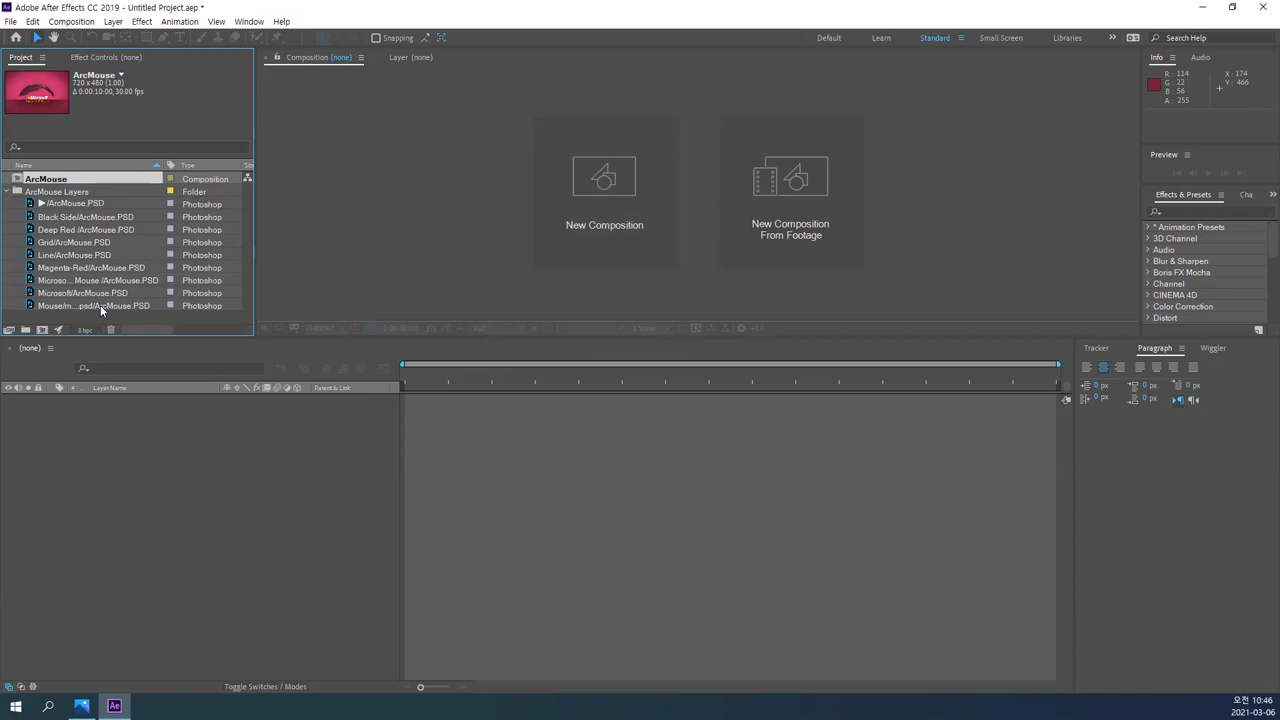 Adobe After Effects CC 2019 - Untitled Project.aep *
File Edit Composition Layer Effect Animation View Window Help
Snapping
Default Learn Standard Small Screen Libraries Search Help
Project Effect Controls (none)
Composition (none) Layer (none)
Info Audio
ArcMouse
720 x 480 (1.00)
Δ 0:00:10:00, 30.00 fps
R : 114
G : 22
B : 56
A : 255
X : 174
Y : 466
Name Type Siz
ArcMouse Composition
ArcMouse Layers Folder
▶/ArcMouse.PSD Photoshop
Black Side/ArcMouse.PSD Photoshop
Deep Red /ArcMouse.PSD Photoshop
Grid/ArcMouse.PSD Photoshop
Line/ArcMouse.PSD Photoshop
Magenta-Red/ArcMouse.PSD Photoshop
Microso... Mouse /ArcMouse.PSD Photoshop
Microsoft/ArcMouse.PSD Photoshop
Mouse/m...psd/ArcMouse.PSD Photoshop
8 bpc
New Composition
New Composition
From Footage
Preview
Effects & Presets Cha
* Animation Presets
3D Channel
Audio
Blur & Sharpen
Boris FX Mocha
Channel
CINEMA 4D
Color Correction
Distort
(none)
Layer Name Parent & Link
Tracker Paragraph Wiggler
0 px 0 px 0 px
0 px 0 px
Toggle Switches / Modes
오전 10:46
2021-03-06